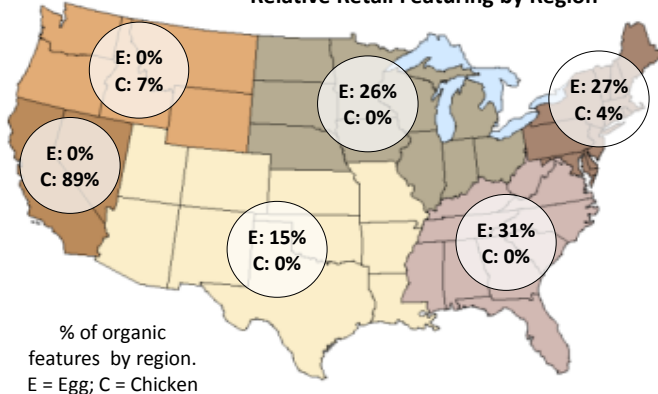 Relative Retail Featuring by Region
E: 0%
C: 7%
E: 26%
C: 0%
E: 27%
C: 4%
E: 0%
C: 89%
E: 15%
C: 0%
E: 31%
C: 0%
% of organic
features by region.
E = Egg; C = Chicken